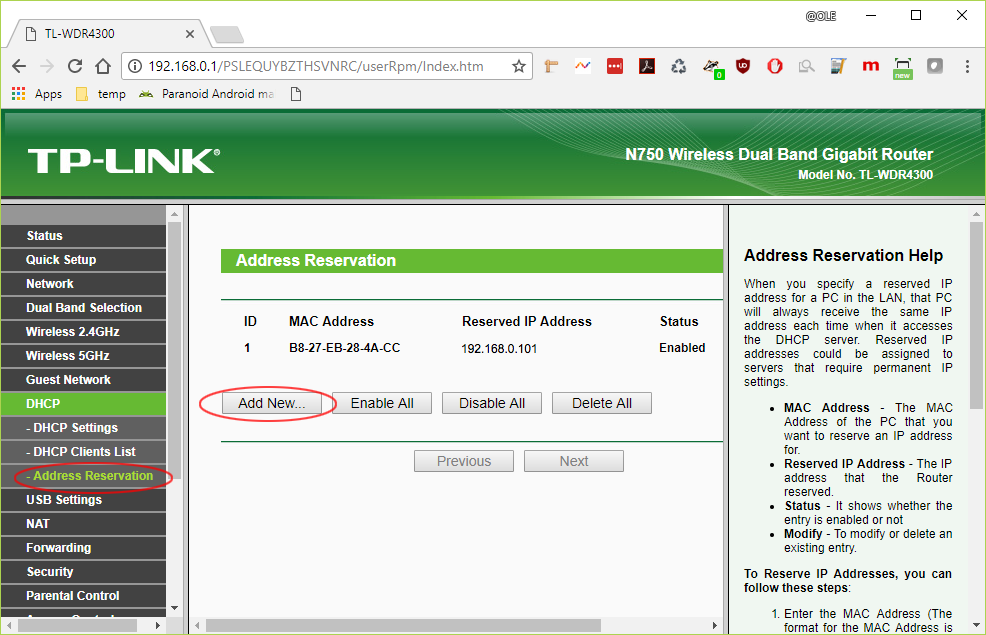 @OLE
TL-WDR4300
192.168.0.1/PSLEQUYBZTHSVNRC/userRpm/Index.htm
0
m
new
Apps
temp
Paranoid Android ma
TP-LINK®
N750 Wireless Dual Band Gigabit Router
Model No. TL-WDR4300
Status
Quick Setup
Network
Dual Band Selection
Wireless 2.4GHz
Wireless 5GHz
Guest Network
DHCP
- DHCP Settings
- DHCP Clients List
- Address Reservation
USB Settings
NAT
Forwarding
Security
Parental Control
Address Reservation
ID MAC Address Reserved IP Address Status
1 B8-27-EB-28-4A-CC 192.168.0.101 Enabled
Add New... Enable All Disable All Delete All
Previous Next
Address Reservation Help
When you specify a reserved IP
address for a PC in the LAN, that PC
will always receive the same IP
address each time when it accesses
the DHCP server. Reserved IP
addresses could be assigned to
servers that require permanent IP
settings.
• MAC Address - The MAC
Address of the PC that you
want to reserve an IP address
for.
• Reserved IP Address - The IP
address that the Router
reserved.
• Status - It shows whether the
entry is enabled or not
• Modify - To modify or delete an
existing entry.
To Reserve IP Addresses, you can
follow these steps:
1. Enter the MAC Address (The
format for the MAC Address is